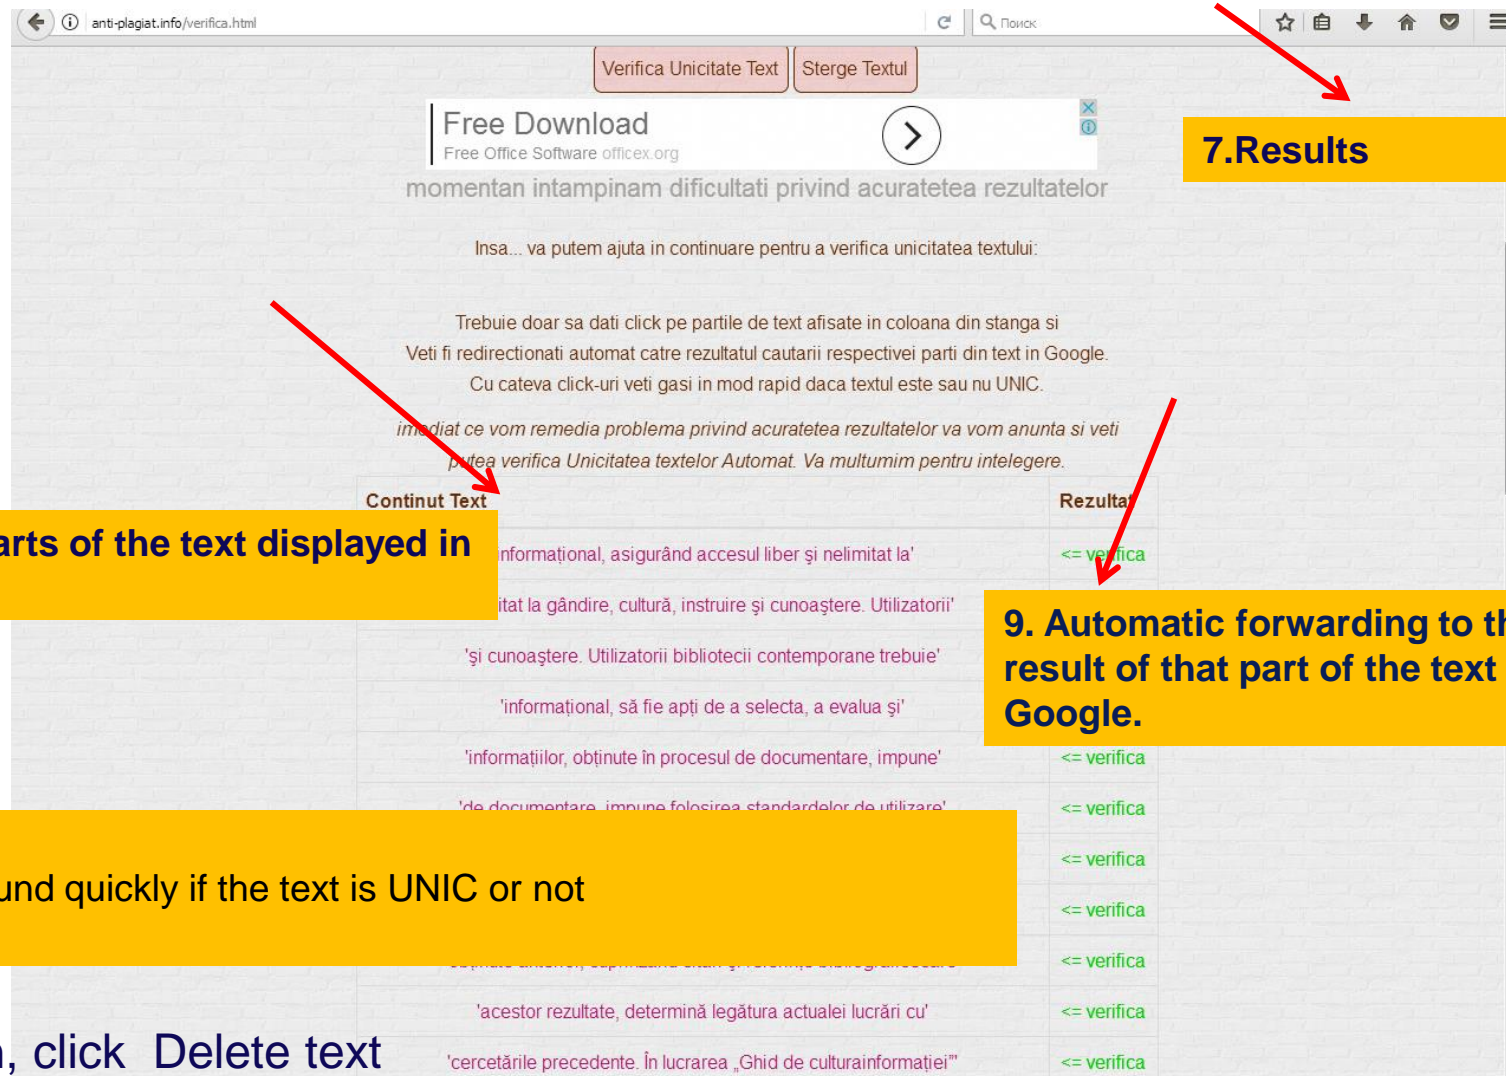 anti-plagiat.info/verifica.html
Поиск
Verifica Unicitate Text
Sterge Textul
Free Download
Free Office Software officex.org
7.Results
momentan intampinam dificultati privind acuratetea rezultatelor
Insa... va putem ajuta in continuare pentru a verifica unicitatea textului:
Trebuie doar sa dati click pe partile de text afisate in coloana din stanga si
Veti fi redirectionati automat catre rezultatul cautarii respectivei parti din text in Google.
Cu cateva click-uri veti gasi in mod rapid daca textul este sau nu UNIC.
imediat ce vom remedia problema privind acuratetea rezultatelor va vom anunta si veti
putea verifica Unicitatea textelor Automat. Va multumim pentru intelegere.
Continut Text
Rezultat
arts of the text displayed in
informațional, asigurând accesul liber și nelimitat la'
<= verifica
itat la gândire, cultură, instruire și cunoaștere. Utilizatorii'
'și cunoaștere. Utilizatorii bibliotecii contemporane trebuie'
9. Automatic forwarding to th
result of that part of the text
Google.
'informațional, să fie apți de a selecta, a evalua și'
'informațiilor, obținute în procesul de documentare, impune'
<= verifica
'de documentare, impune folosirea standardelor de utilizare'
<= verifica
<= verifica
und quickly if the text is UNIC or not
<= verifica
<= verifica
'acestor rezultate, determină legătura actualei lucrări cu'
<= verifica
, click Delete text
'cercetările precedente. În lucrarea „Ghid de culturainformației”'
<= verifica